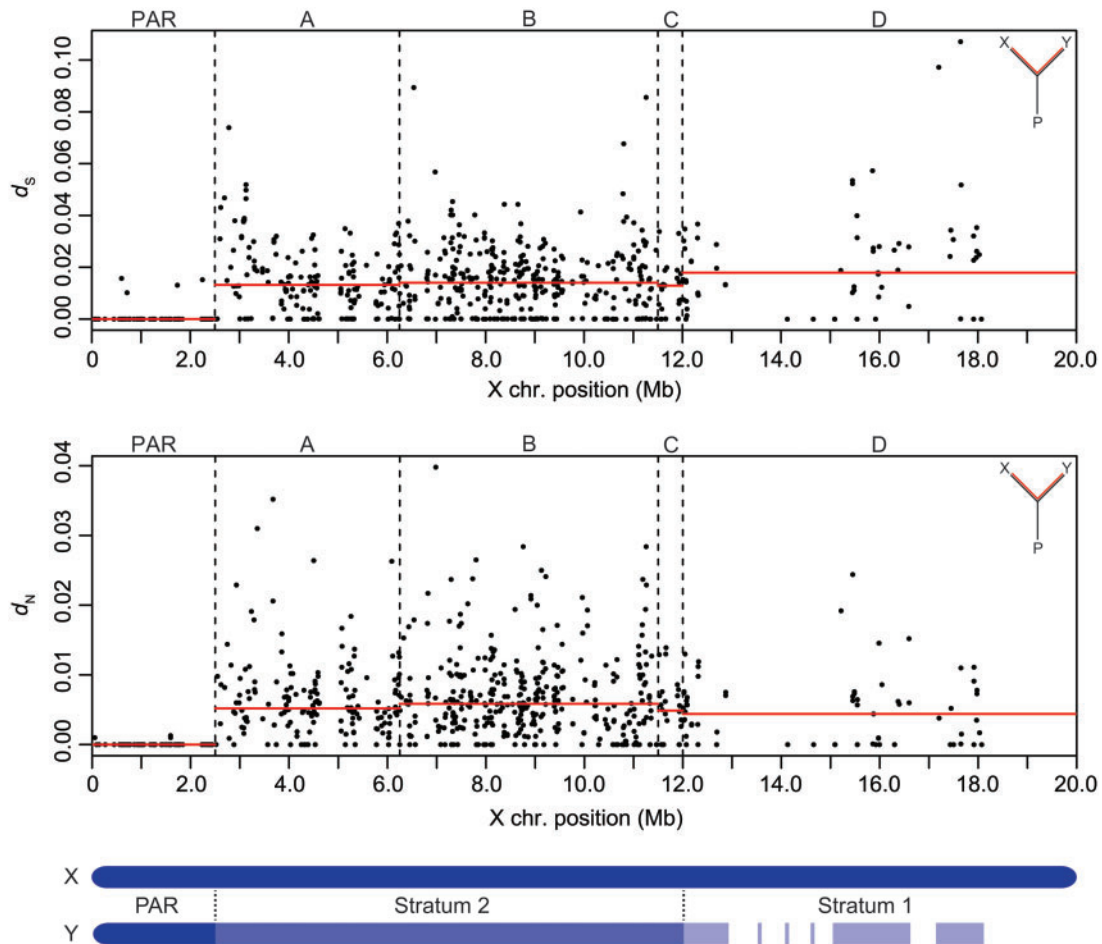 PAR A B C D
X Y
P
dS
0.00 0.02 0.04 0.06 0.08 0.10
0 2.0 4.0 6.0 8.0 10.0 12.0 14.0 16.0 18.0 20.0
X chr. position (Mb)
PAR A B C D
X Y
P
dN
0.00 0.01 0.02 0.03 0.04
0.0 2.0 4.0 6.0 8.0 10.0 12.0 14.0 16.0 18.0 20.0
X chr. position (Mb)
X
PAR Stratum 2 Stratum 1
Y